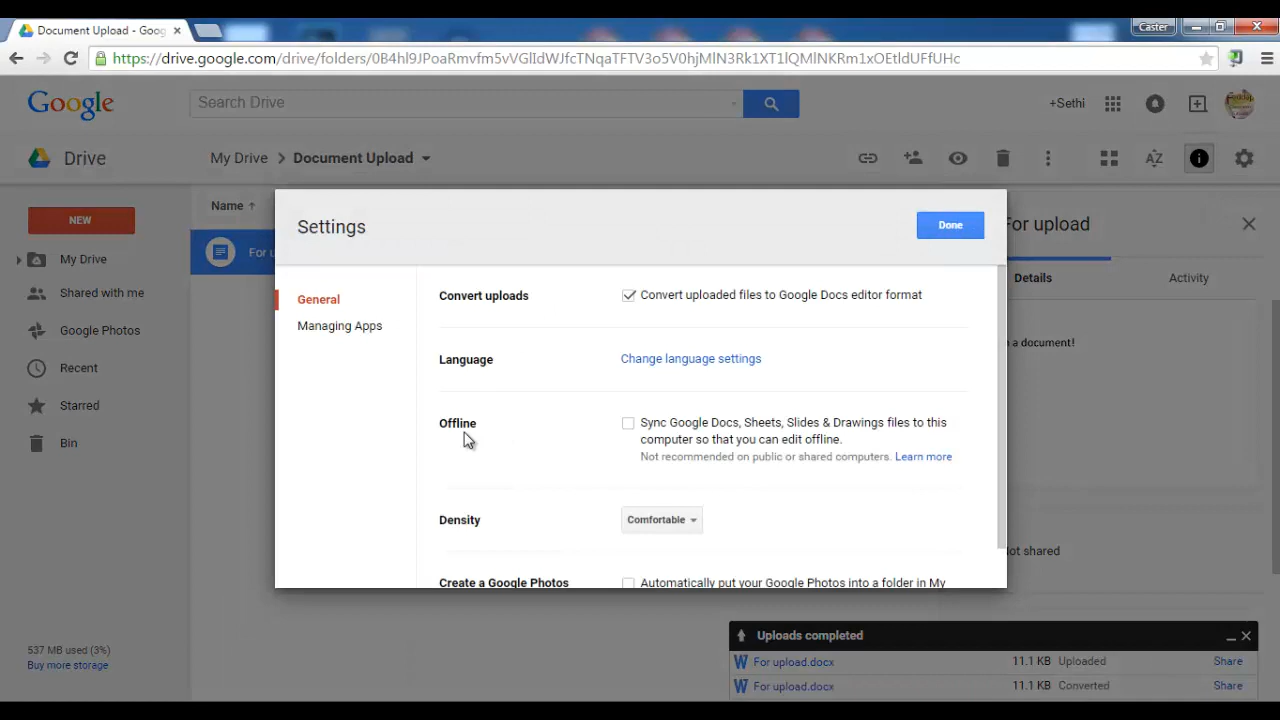 Document Upload - Goog
Caster
https://drive.google.com/drive/folders/0B4hl9JPoaRmvfm5vVGlIdWJfcTNqaTFTV3o5V0hjMlN3Rk1XT1lQMlNKRm1xOEtldUFfUHc
Google
Search Drive
+Sethi
Drive
My Drive
Document Upload
NEW
Name
For u
For upload
Settings
Done
Details
Activity
My Drive
Shared with me
Google Photos
Recent
Starred
Bin
General
Managing Apps
Convert uploads
Convert uploaded files to Google Docs editor format
n a document!
Language
Change language settings
Offline
Sync Google Docs, Sheets, Slides & Drawings files to this
computer so that you can edit offline.
Not recommended on public or shared computers. Learn more
Density
Comfortable
ot shared
Create a Google Photos
Automatically put your Google Photos into a folder in My
537 MB used (3%)
Buy more storage
Uploads completed
For upload.docx 11.1 KB Uploaded Share
For upload.docx 11.1 KB Converted Share